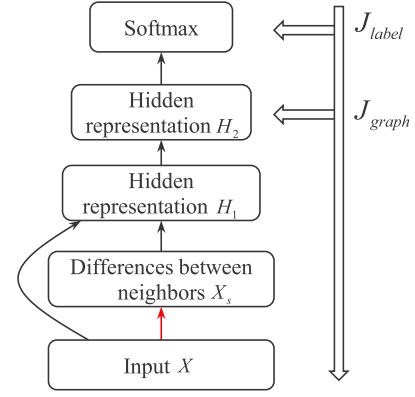 Softmax
J_label
Hidden
representation H_2
J_graph
Hidden
representation H_1
Differences between
neighbors X_s
Input X